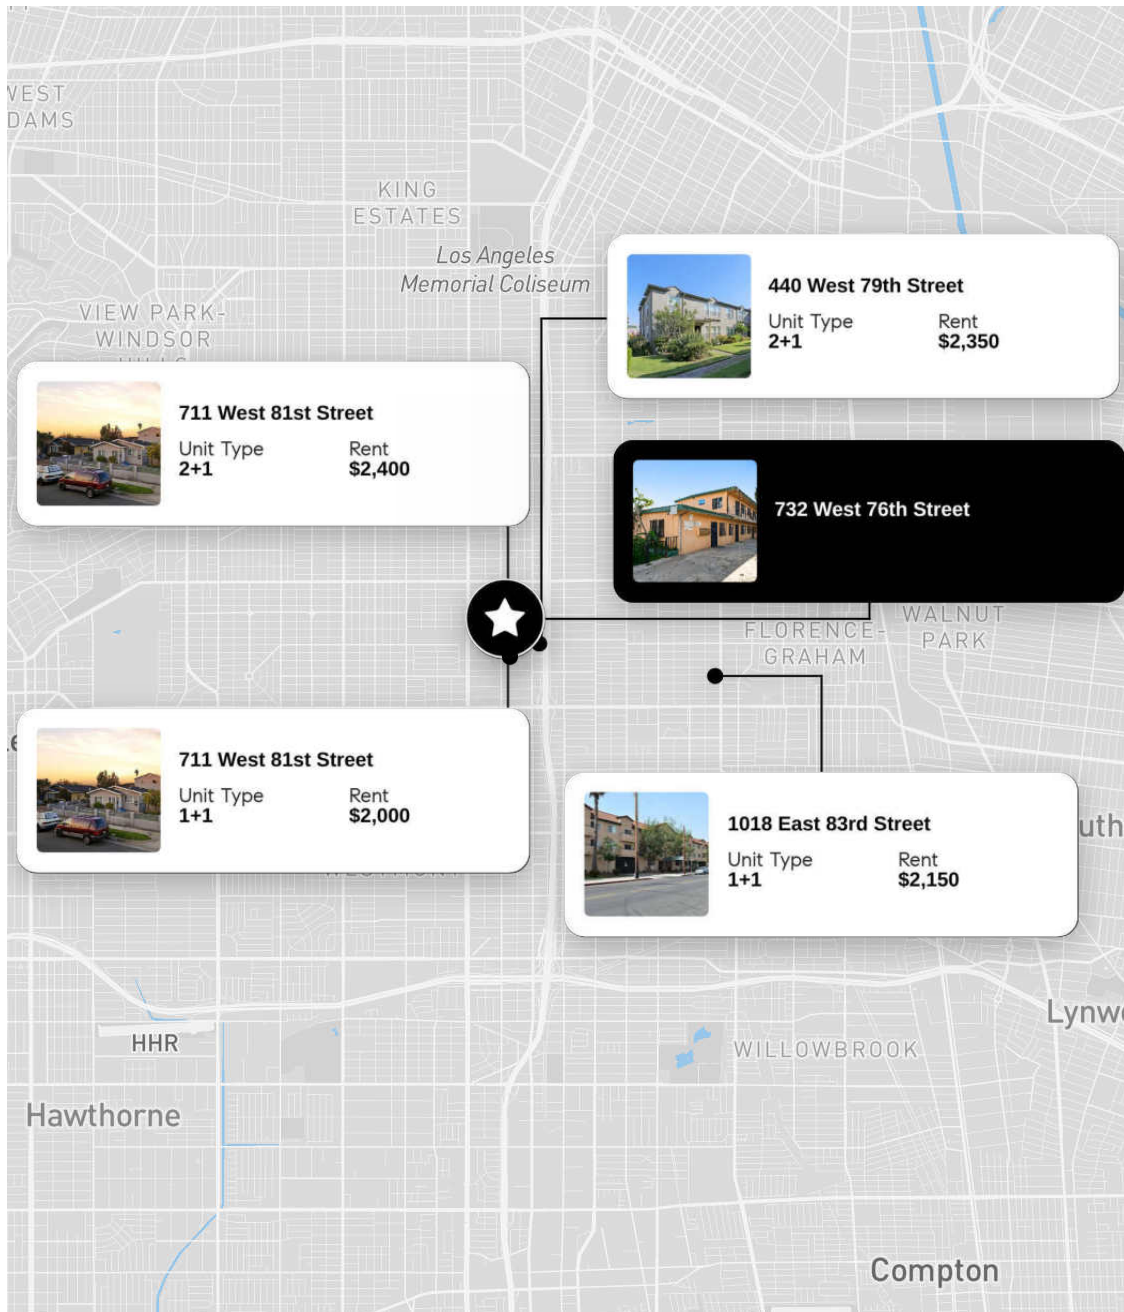 WEST
KING
ESTATES
Los Angeles
Memorial Coliseum
VIEW PARK-
WINDSOR
440 West 79th Street
Unit Type Rent
2+1 $2,350
711 West 81st Street
Unit Type Rent
2+1 $2,400
732 West 76th Street
FLORENCE-
GRAHAM
WALNUT
PARK
711 West 81st Street
Unit Type Rent
1+1 $2,000
1018 East 83rd Street
Unit Type Rent
1+1 $2,150
HHR
WILLOWBROOK
Hawthorne
Compton